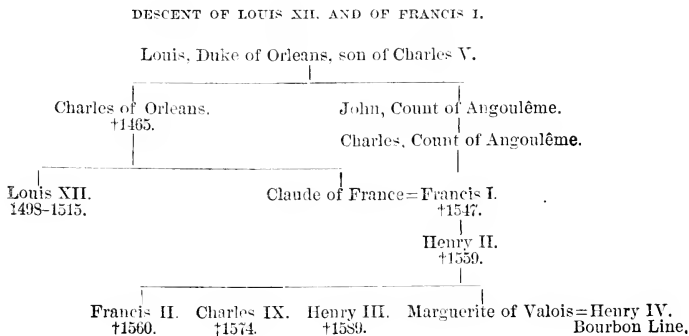 DESCENT OF LOUIS XII. AND OF FRANCIS I.
Louis, Duke of Orleans, son of Charles V.
Charles of Orleans. John, Count of Angoulême.
†1465.
Charles, Count of Angoulême.
Louis XII. Claude of France=Francis I.
1498-1515. †1547.
Henry II.
†1559.
Francis II. Charles IX. Henry III. Marguerite of Valois=Henry IV.
†1560. †1574. †1589. Bourbon Line.